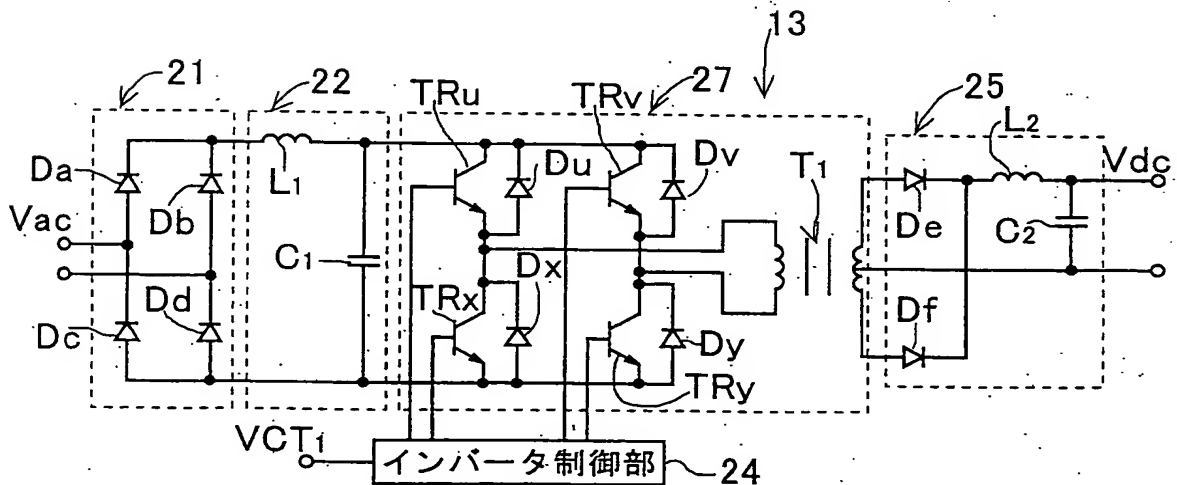 13
21
22
27
TRu
TRv
25
L2
Da
Db
L1
Du
Dv
T1
Vdc
Vac
De
C2
C1
Dx
Dc
Dd
TRx
Dy
Df
TRy
VCT1
インバータ制御部
24